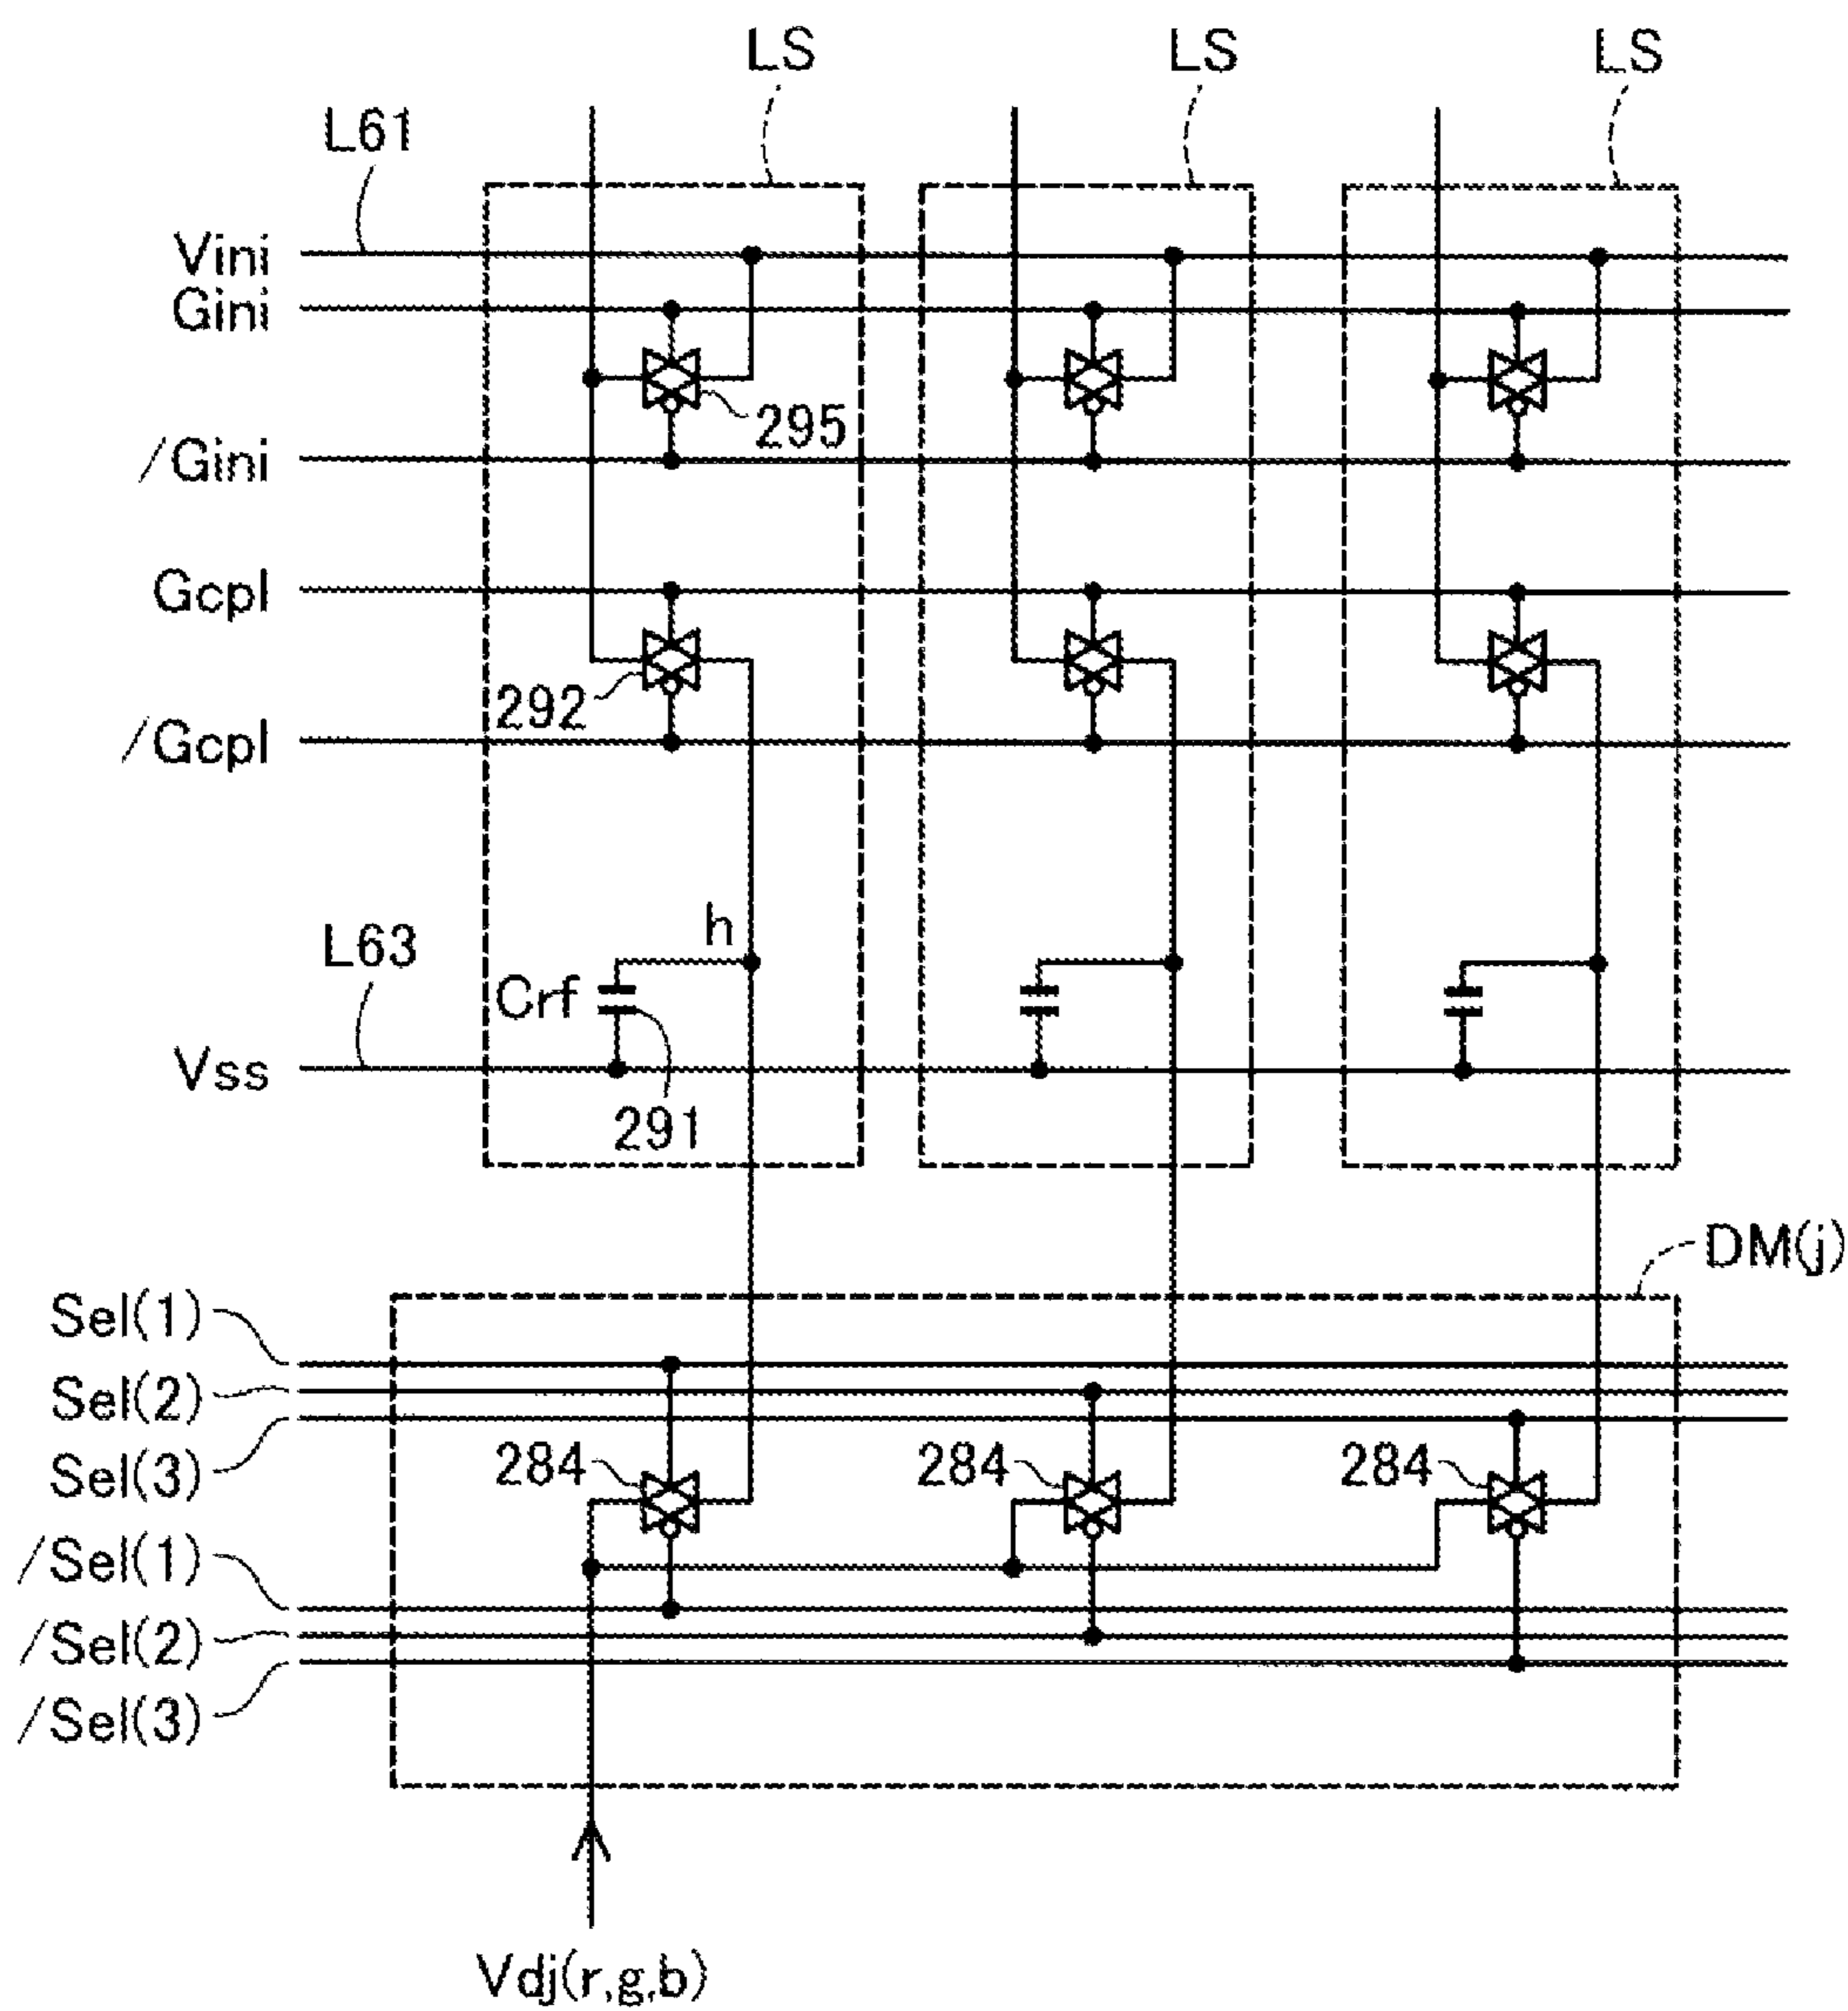 LS LS LS
L61
Vini
Gini
295
/Gini
Gcpl
292
/Gcpl
h
L63
Crf
Vss
291
DM(j)
Sel(1)
Sel(2)
Sel(3)
284 284 284
/Sel(1)
/Sel(2)
/Sel(3)
Vdj(r,g,b)